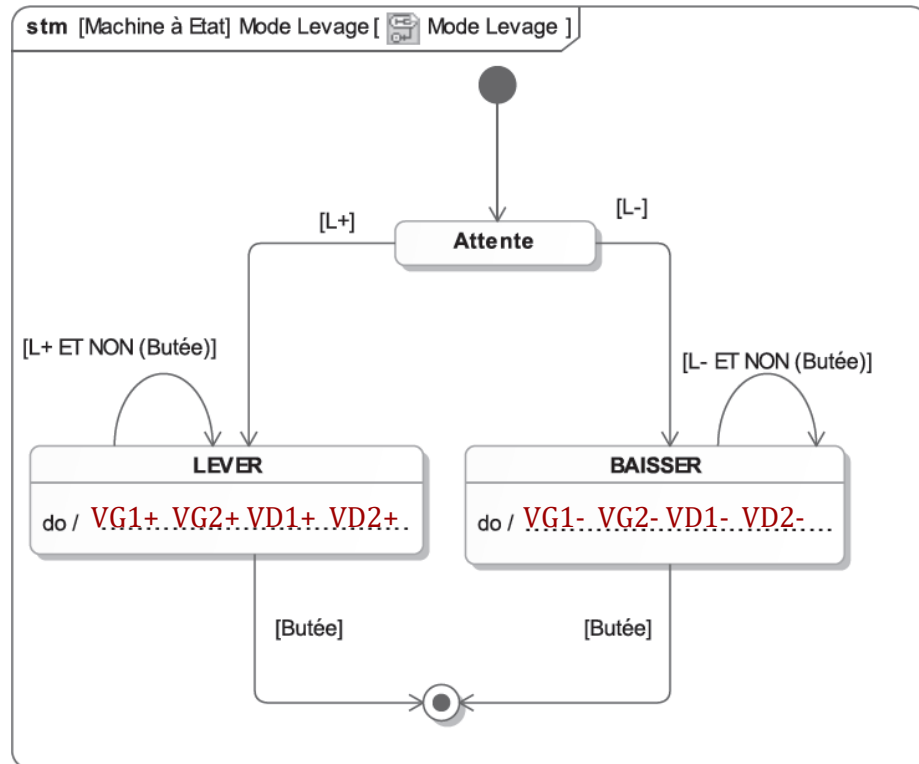 stm [Machine à Etat] Mode Levage [ Mode Levage ]
[L+]
[L-]
Attente
[L+ ET NON (Butée)]
[L- ET NON (Butée)]
LEVER
do / VG1+ VG2+ VD1+ VD2+
BAISSER
do / VG1- VG2- VD1- VD2-
[Butée]
[Butée]